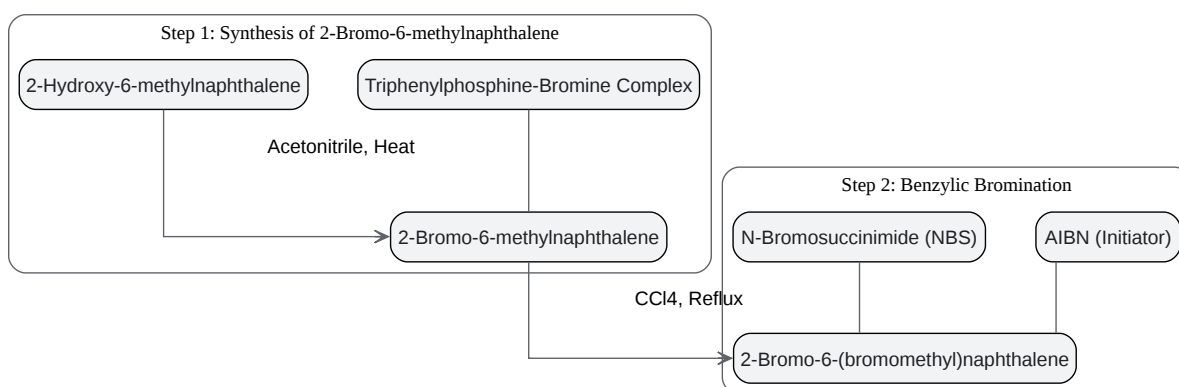 Step 1: Synthesis of 2-Bromo-6-methylnaphthalene
2-Hydroxy-6-methylnaphthalene
Triphenylphosphine-Bromine Complex
Acetonitrile, Heat
2-Bromo-6-methylnaphthalene
Step 2: Benzylic Bromination
N-Bromosuccinimide (NBS)
AIBN (Initiator)
CCl4, Reflux
2-Bromo-6-(bromomethyl)naphthalene